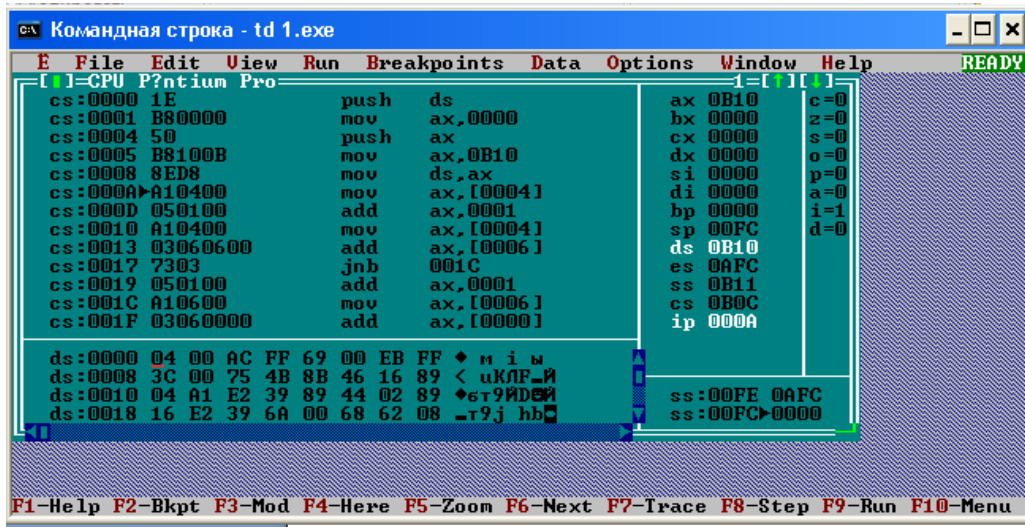 Командная строка - td 1.exe
Ë File Edit View Run Breakpoints Data Options Window Help READY
[▮]=CPU P?ntium Pro 1=[↑][↓]
cs:0000 1E push ds ax 0B10 c=0
cs:0001 B80000 mov ax,0000 bx 0000 z=0
cs:0004 50 push ax cx 0000 s=0
cs:0005 B8100B mov ax,0B10 dx 0000 o=0
cs:0008 8ED8 mov ds,ax si 0000 p=0
cs:000A►A10400 mov ax,[0004] di 0000 a=0
cs:000D 050100 add ax,0001 bp 0000 i=1
cs:0010 A10400 mov ax,[0004] sp 00FC d=0
cs:0013 03060600 add ax,[0006] ds 0B10
cs:0017 7303 jnb 001C es 0AFC
cs:0019 050100 add ax,0001 ss 0B11
cs:001C A10600 mov ax,[0006] cs 0B0C
cs:001F 03060000 add ax,[0000] ip 000A
ds:0000 04 00 AC FF 69 00 EB FF ♦ м i ы
ds:0008 3C 00 75 4B 8B 46 16 89 < uKЛF▬Й
ds:0010 04 A1 E2 39 89 44 02 89 ♦бт9ЙD☻Й ss:00FE 0AFC
ds:0018 16 E2 39 6A 00 68 62 08 ▬т9j hb◘ ss:00FC►0000
F1-Help F2-Bkpt F3-Mod F4-Here F5-Zoom F6-Next F7-Trace F8-Step F9-Run F10-Menu